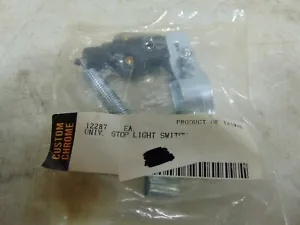 PRODUCT OF TAIWAN
12287 EA
UNIV. STOP LIGHT SWITCH
CUSTOM
CHROME